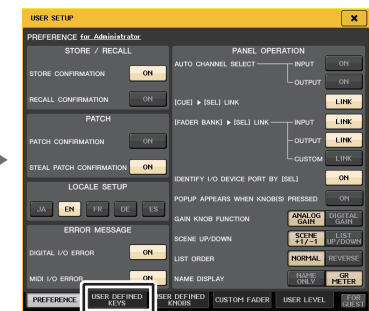 USER SETUP
PREFERENCE for Administrator
STORE / RECALL
STORE CONFIRMATION ON
RECALL CONFIRMATION ON
PATCH
PATCH CONFIRMATION ON
STEAL PATCH CONFIRMATION ON
LOCALE SETUP
JA EN FR DE ES
ERROR MESSAGE
DIGITAL I/O ERROR ON
MIDI I/O ERROR ON
PANEL OPERATION
AUTO CHANNEL SELECT INPUT ON
OUTPUT ON
[CUE] ▶ [SEL] LINK LINK
[FADER BANK] ▶ [SEL] LINK INPUT LINK
OUTPUT LINK
CUSTOM LINK
IDENTIFY I/O DEVICE PORT BY [SEL] ON
POPUP APPEARS WHEN KNOB(S) PRESSED ON
GAIN KNOB FUNCTION ANALOG GAIN DIGITAL GAIN
SCENE UP/DOWN SCENE +1/-1 LIST UP/DOWN
LIST ORDER NORMAL REVERSE
NAME DISPLAY NAME ONLY GR METER
PREFERENCE USER DEFINED KEYS USER DEFINED KNOBS CUSTOM FADER USER LEVEL FOR GUEST